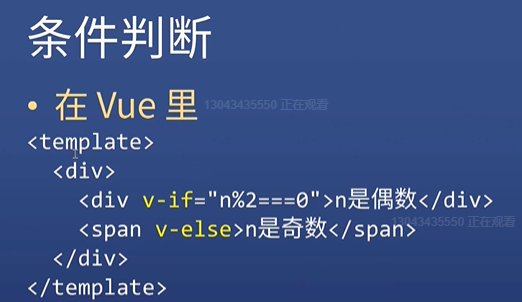 条件判断
• 在 Vue 里
13043435550 正在观看
<template>
  <div>
    <div v-if="n%2===0">n是偶数</div>
13043435550 正在观看
    <span v-else>n是奇数</span>
  </div>
</template>